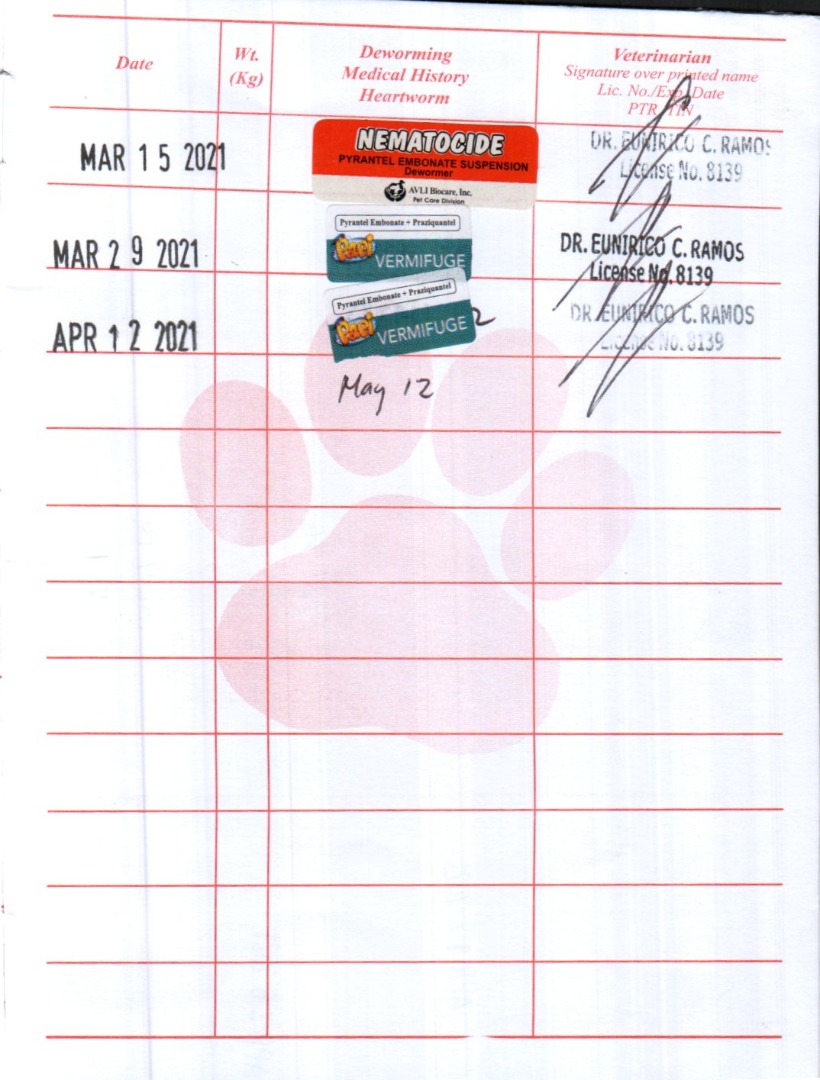 Date
Wt.
(Kg)
Deworming
Medical History
Heartworm
Veterinarian
Signature over printed name
Lic. No./Exp. Date
PTR, TIN
MAR 15 2021
NEMATOCIDE
PYRANTEL EMBONATE SUSPENSION
Dewormer
AVLI Biocare, Inc.
Pet Care Division
DR. EUNIRICO C. RAMOS
License No. 8139
MAR 29 2021
Pyrantel Embonate + Praziquantel
Papi
VERMIFUGE
DR. EUNIRICO C. RAMOS
License No. 8139
APR 12 2021
Pyrantel Embonate + Praziquantel
Papi
VERMIFUGE
2
DR. EUNIRICO C. RAMOS
License No. 8139
May 12